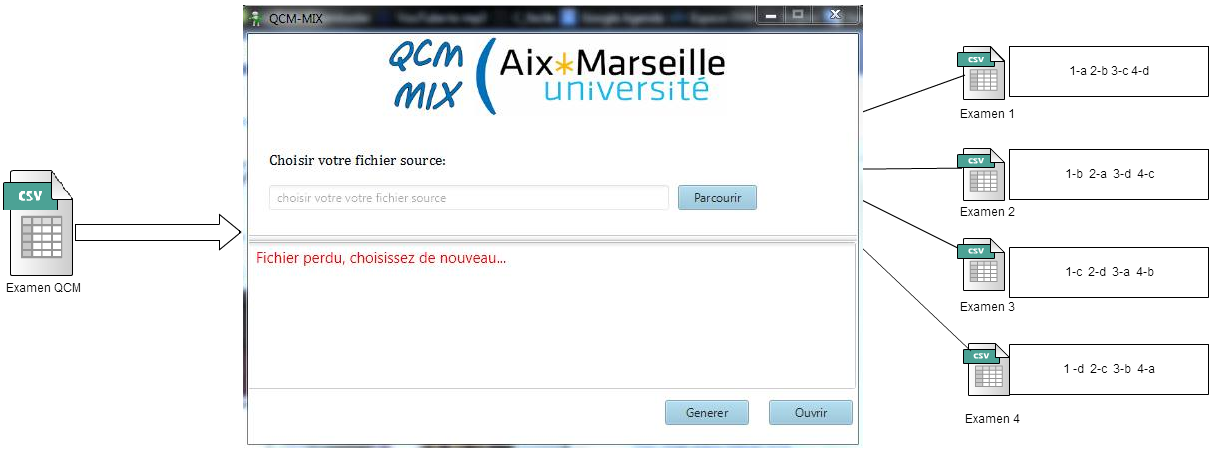 CSV
Examen QCM
QCM-MIX
QCM
MIX
Aix*Marseille
université
Choisir votre fichier source:
choisir votre votre fichier source
Parcourir
Fichier perdu, choisissez de nouveau...
Generer
Ouvrir
CSV
1-a 2-b 3-c 4-d
Examen 1
CSV
1-b 2-a 3-d 4-c
Examen 2
CSV
1-c 2-d 3-a 4-b
Examen 3
CSV
1 -d 2-c 3-b 4-a
Examen 4